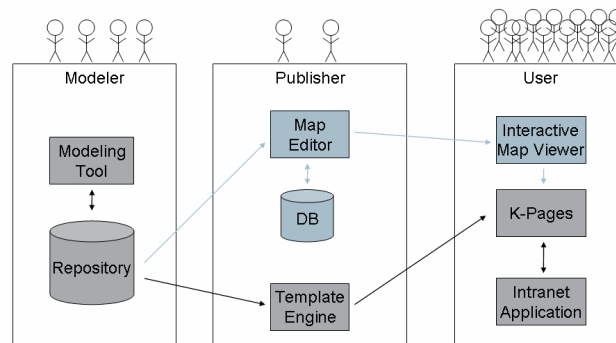 Modeler
Modeling
Tool
Repository
Publisher
Map
Editor
DB
Template
Engine
User
Interactive
Map Viewer
K-Pages
Intranet
Application